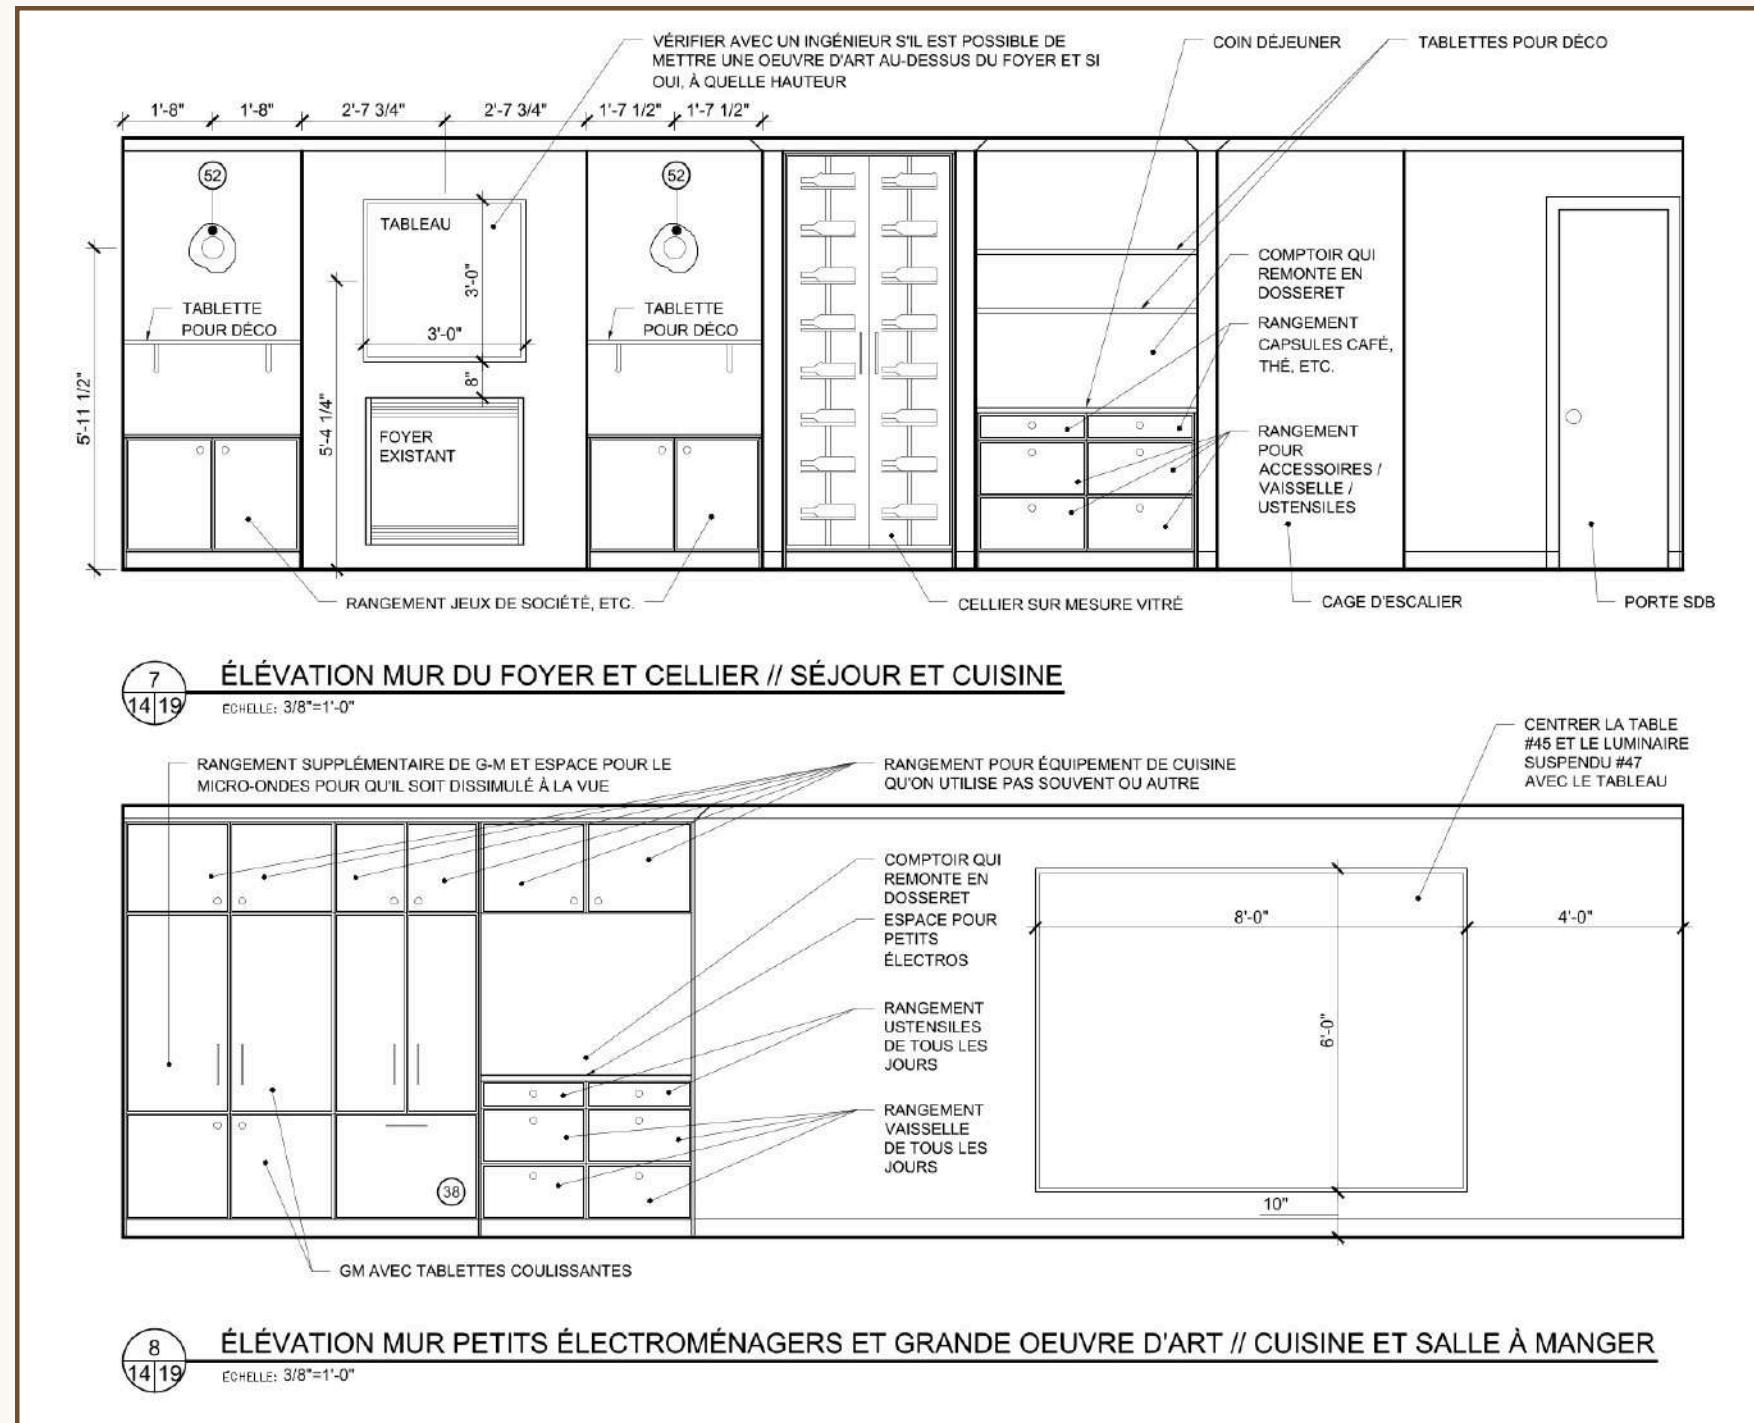 VÉRIFIER AVEC UN INGÉNIEUR S'IL EST POSSIBLE DE
METTRE UNE OEUVRE D'ART AU-DESSUS DU FOYER ET SI
OUI, À QUELLE HAUTEUR
COIN DÉJEUNER
TABLETTES POUR DÉCO
1'-8"
1'-8"
2'-7 3/4"
2'-7 3/4"
1'-7 1/2"
1'-7 1/2"
52
52
TABLEAU
3'-0"
3'-0"
8"
TABLETTE
POUR DÉCO
TABLETTE
POUR DÉCO
5'-11 1/2"
5'-4 1/4"
FOYER
EXISTANT
COMPTOIR QUI
REMONTE EN
DOSSERET
RANGEMENT
CAPSULES CAFÉ,
THÉ, ETC.
RANGEMENT
POUR
ACCESSOIRES /
VAISSELLE /
USTENSILES
RANGEMENT JEUX DE SOCIÉTÉ, ETC.
CELLIER SUR MESURE VITRÉ
CAGE D'ESCALIER
PORTE SDB
7
14 19
ÉLÉVATION MUR DU FOYER ET CELLIER // SÉJOUR ET CUISINE
ÉCHELLE: 3/8"=1'-0"
RANGEMENT SUPPLÉMENTAIRE DE G-M ET ESPACE POUR LE
MICRO-ONDES POUR QU'IL SOIT DISSIMULÉ À LA VUE
RANGEMENT POUR ÉQUIPEMENT DE CUISINE
QU'ON UTILISE PAS SOUVENT OU AUTRE
CENTRER LA TABLE
#45 ET LE LUMINAIRE
SUSPENDU #47
AVEC LE TABLEAU
COMPTOIR QUI
REMONTE EN
DOSSERET
ESPACE POUR
PETITS
ÉLECTROS
RANGEMENT
USTENSILES
DE TOUS LES
JOURS
RANGEMENT
VAISSELLE
DE TOUS LES
JOURS
8'-0"
4'-0"
6'-0"
10"
38
GM AVEC TABLETTES COULISSANTES
8
14 19
ÉLÉVATION MUR PETITS ÉLECTROMÉNAGERS ET GRANDE OEUVRE D'ART // CUISINE ET SALLE À MANGER
ÉCHELLE: 3/8"=1'-0"